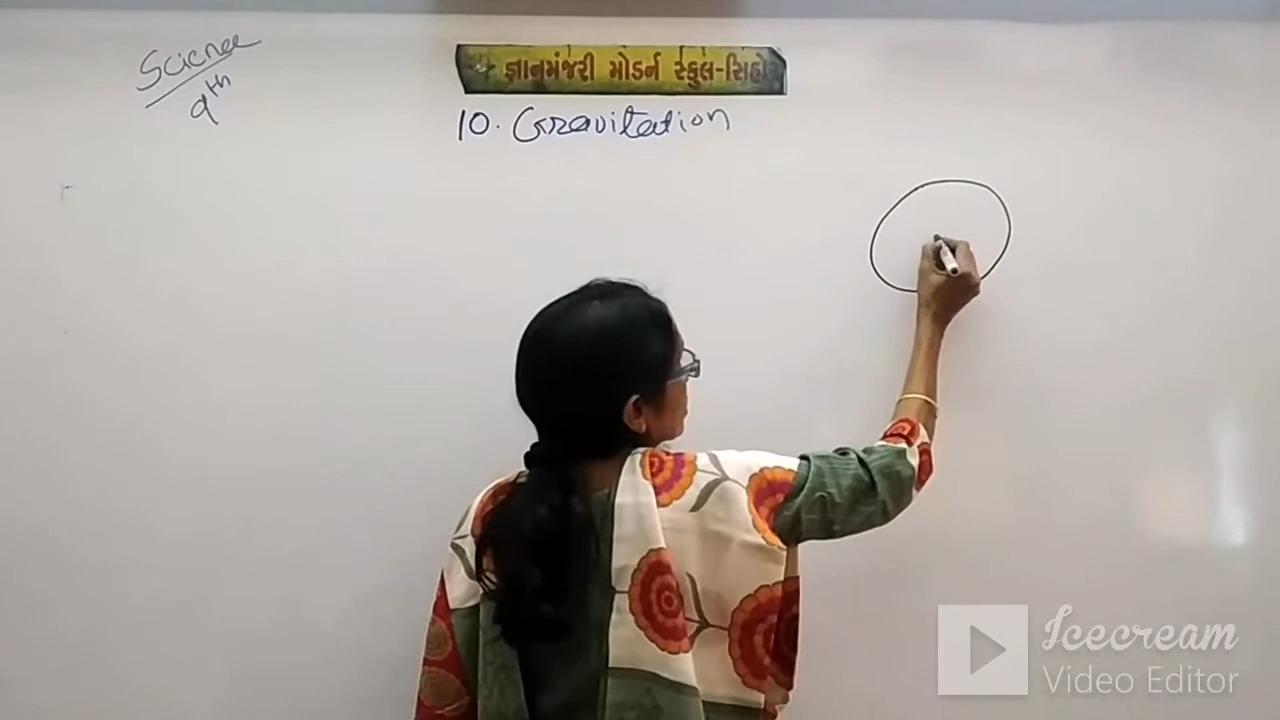 Science
9th
જ્ઞાનમંજરી મોડર્ન સ્કુલ-સિહોર
10. Gravitation
Icecream
Video Editor